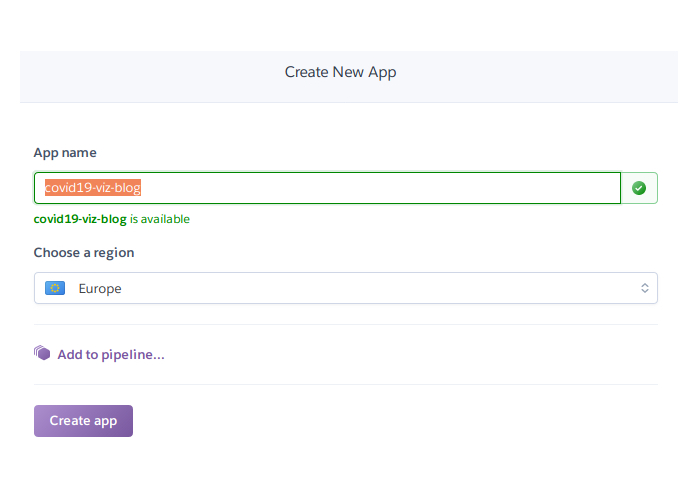 Create New App
App name
covid19-viz-blog
covid19-viz-blog is available
Choose a region
Europe
Add to pipeline...
Create app